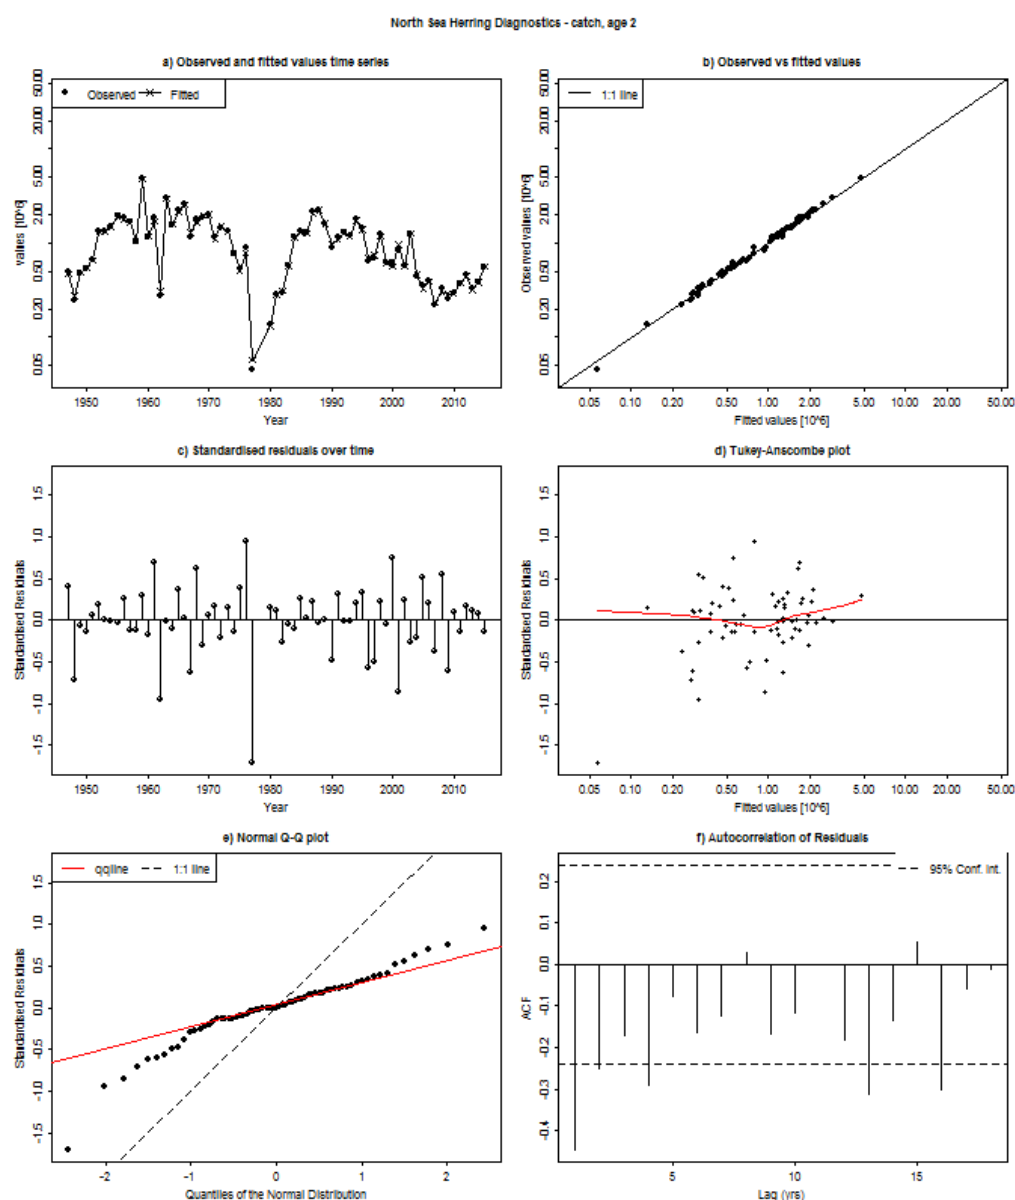 North Sea Herring Diagnostics - catch, age 2
a) Observed and fitted values time series
Observed Fitted
values [10^6]
0.05 0.20 0.50 2.00 5.00 20.00 50.00
1950 1960 1970 1980 1990 2000 2010
Year
b) Observed vs fitted values
1:1 line
Observed values [10^6]
0.05 0.20 0.50 2.00 5.00 20.00 50.00
0.05 0.10 0.20 0.50 1.00 2.00 5.00 10.00 20.00 50.00
Fitted values [10^6]
c) Standardised residuals over time
Standardised Residuals
-1.5 -1.0 -0.5 0.0 0.5 1.0 1.5
1950 1960 1970 1980 1990 2000 2010
Year
d) Tukey-Anscombe plot
Standardised Residuals
-1.5 -1.0 -0.5 0.0 0.5 1.0 1.5
0.05 0.10 0.20 0.50 1.00 2.00 5.00 10.00 20.00 50.00
Fitted values [10^6]
e) Normal Q-Q plot
qqline 1:1 line
Standardised Residuals
-1.5 -1.0 -0.5 0.0 0.5 1.0 1.5
-2 -1 0 1 2
Quantiles of the Normal Distribution
f) Autocorrelation of Residuals
95% Conf. Int.
ACF
-0.4 -0.3 -0.2 -0.1 0.0 0.1 0.2
5 10 15
Lag (yrs)